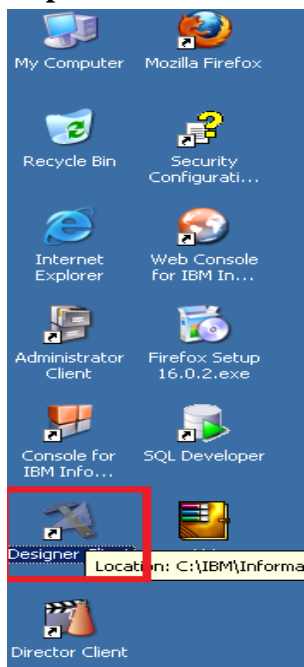 My Computer
Mozilla Firefox
Recycle Bin
Security
Configurati...
Internet
Explorer
Web Console
for IBM In...
Administrator
Client
Firefox Setup
16.0.2.exe
Console for
IBM Info...
SQL Developer
Designer
Location: C:\IBM\Informa
Director Client